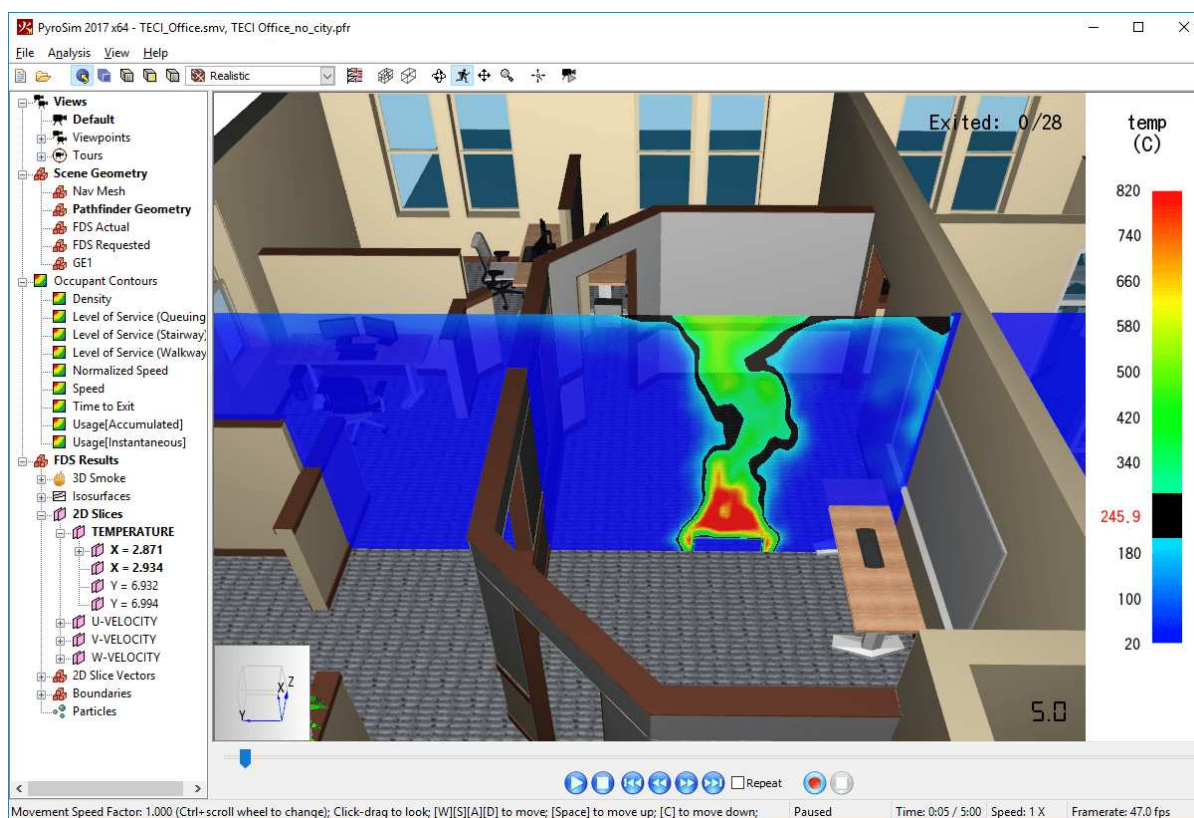 PyroSim 2017 x64 - TECI_Office.smv, TECI Office_no_city.pfr
File Analysis View Help
Realistic
Views
Default
Viewpoints
Tours
Scene Geometry
Nav Mesh
Pathfinder Geometry
FDS Actual
FDS Requested
GE1
Occupant Contours
Density
Level of Service (Queuing
Level of Service (Stairway)
Level of Service (Walkway
Normalized Speed
Speed
Time to Exit
Usage[Accumulated]
Usage[Instantaneous]
FDS Results
3D Smoke
Isosurfaces
2D Slices
TEMPERATURE
X = 2.871
X = 2.934
Y = 6.932
Y = 6.994
U-VELOCITY
V-VELOCITY
W-VELOCITY
2D Slice Vectors
Boundaries
Particles
Exited: 0/28
temp
(C)
820
740
660
580
500
420
340
245.9
180
100
20
X Z
Y
5.0
Repeat
Movement Speed Factor: 1.000 (Ctrl+scroll wheel to change); Click-drag to look; [W][S][A][D] to move; [Space] to move up; [C] to move down; Paused Time: 0:05 / 5:00 Speed: 1 X Framerate: 47.0 fps